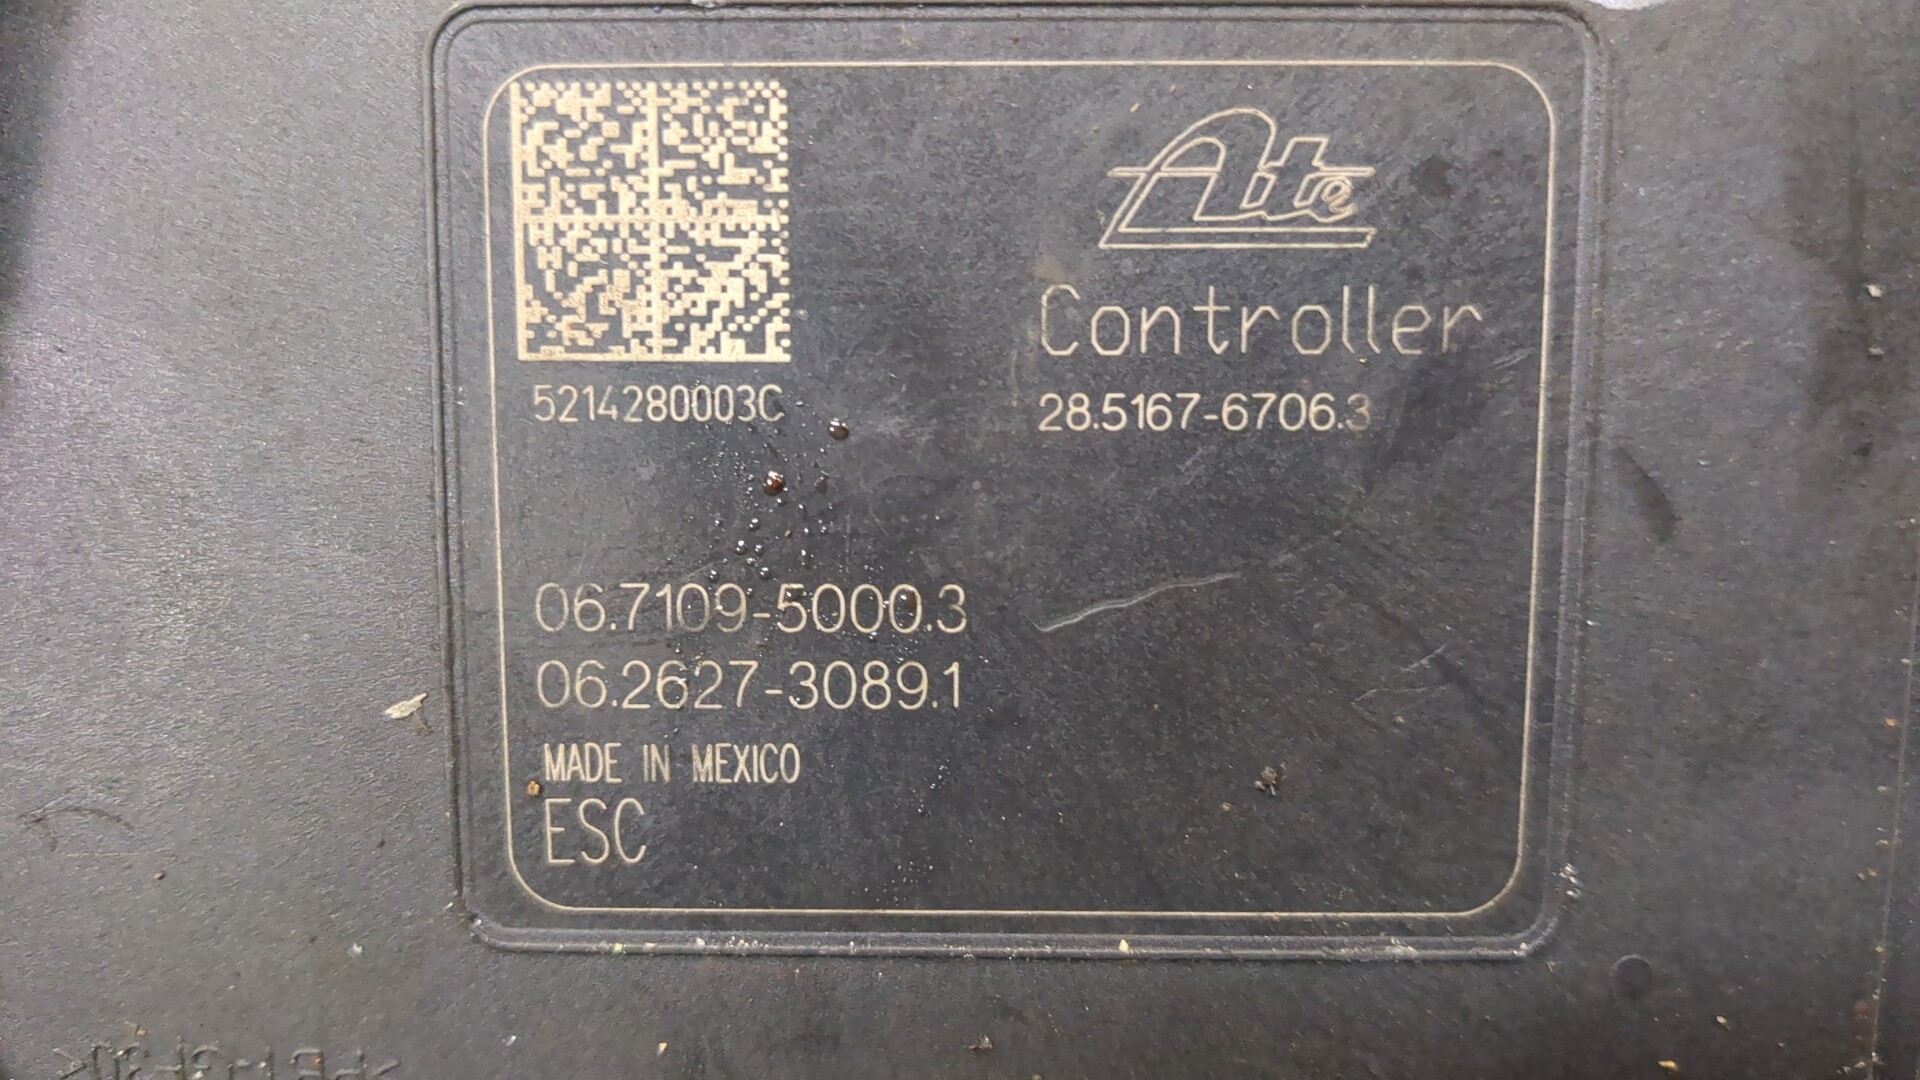 Ate
Controller
5214280003C
28.5167-6706.3
06.7109-5000.3
06.2627-3089.1
MADE IN MEXICO
ESC